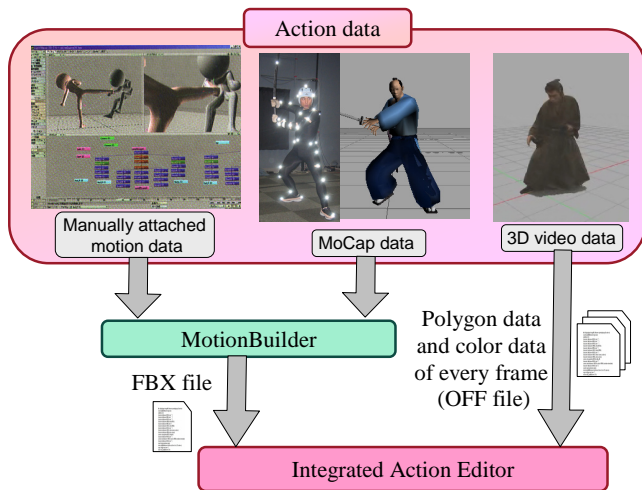 Action data
Manually attached
motion data
MoCap data
3D video data
MotionBuilder
FBX file
Polygon data
and color data
of every frame
(OFF file)
Integrated Action Editor